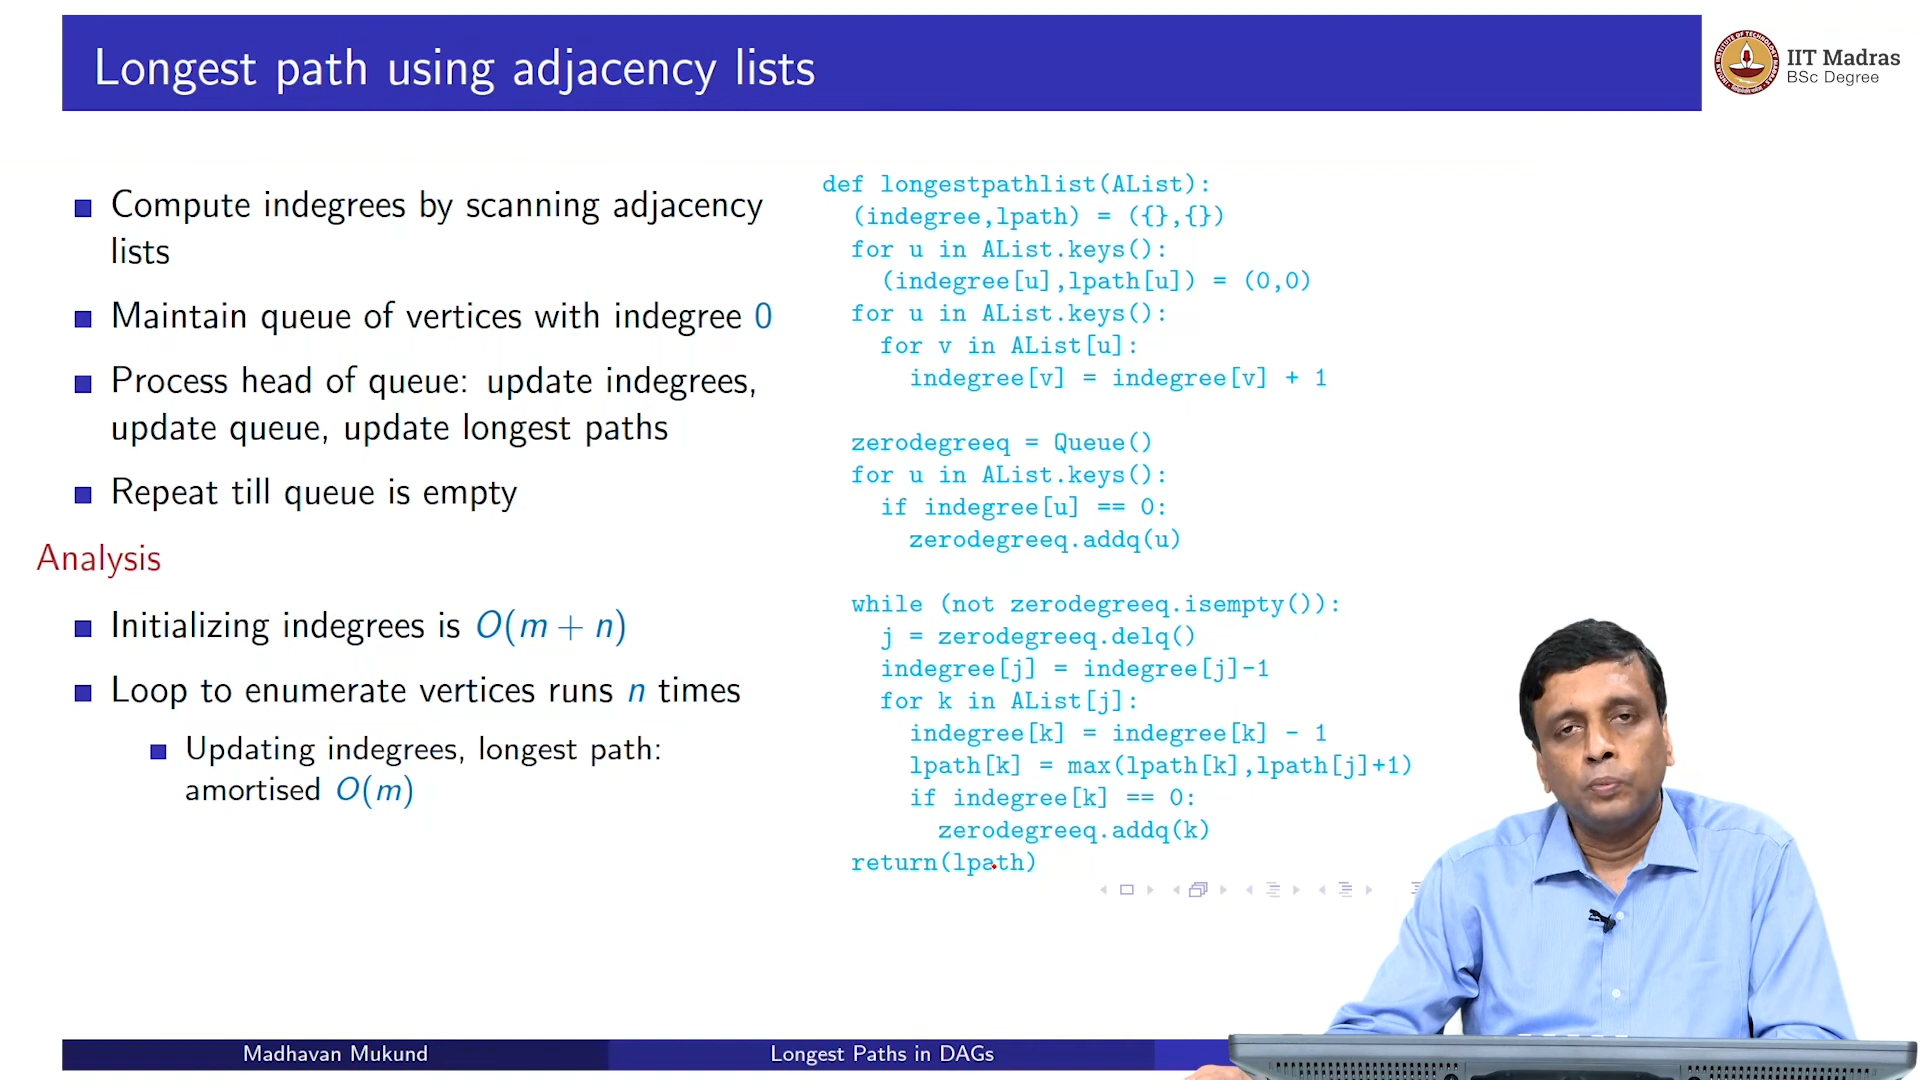 Longest path using adjacency lists
IIT Madras
BSc Degree
Compute indegrees by scanning adjacency
lists
Maintain queue of vertices with indegree 0
Process head of queue: update indegrees,
update queue, update longest paths
Repeat till queue is empty
Analysis
Initializing indegrees is O(m + n)
Loop to enumerate vertices runs n times
Updating indegrees, longest path:
amortised O(m)
def longestpathlist(AList):
(indegree,lpath) = ({},{})
for u in AList.keys():
(indegree[u],lpath[u]) = (0,0)
for u in AList.keys():
for v in AList[u]:
indegree[v] = indegree[v] + 1
zerodegreeq = Queue()
for u in AList.keys():
if indegree[u] == 0:
zerodegreeq.addq(u)
while (not zerodegreeq.isempty()):
j = zerodegreeq.delq()
indegree[j] = indegree[j]-1
for k in AList[j]:
indegree[k] = indegree[k] - 1
lpath[k] = max(lpath[k],lpath[j]+1)
if indegree[k] == 0:
zerodegreeq.addq(k)
return(lpath)
Madhavan Mukund
Longest Paths in DAGs